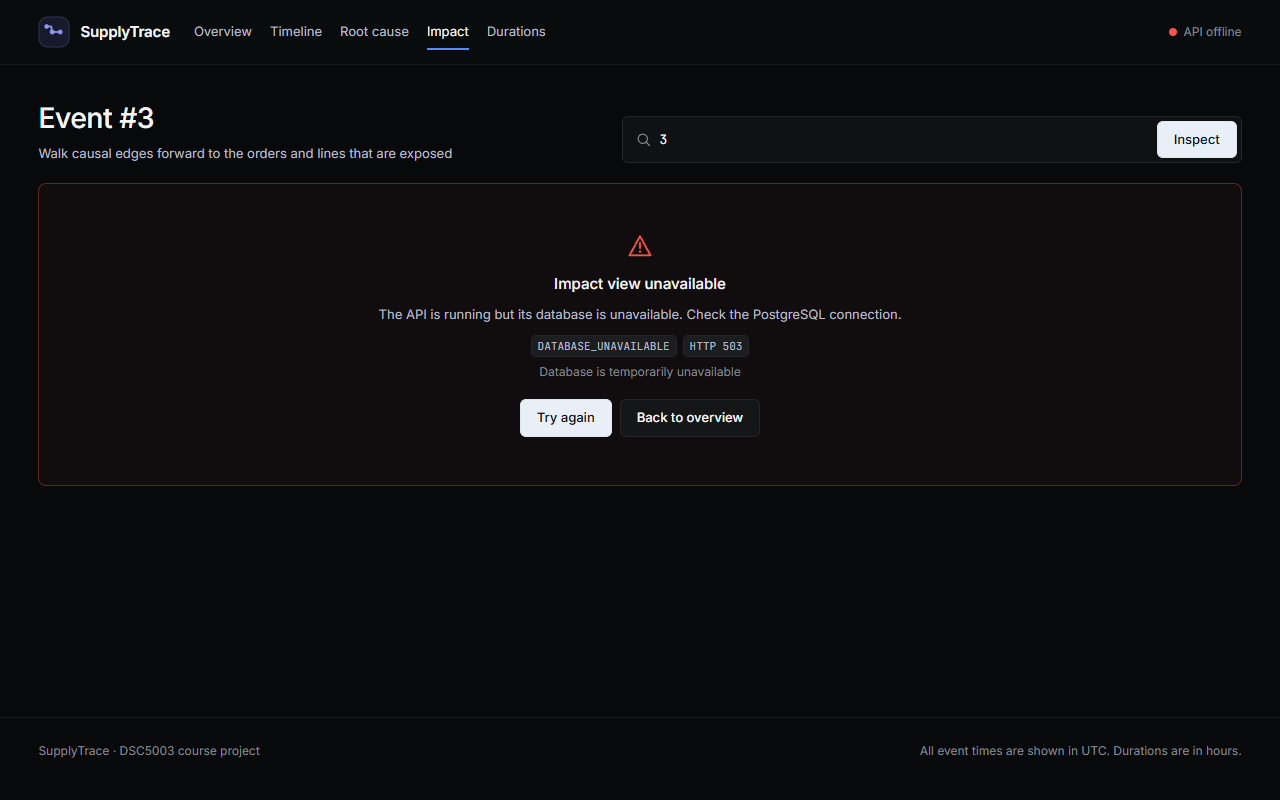 SupplyTrace
Overview
Timeline
Root cause
Impact
Durations
API offline
Event #3
Walk causal edges forward to the orders and lines that are exposed
3
Inspect
Impact view unavailable
The API is running but its database is unavailable. Check the PostgreSQL connection.
DATABASE_UNAVAILABLE
HTTP 503
Database is temporarily unavailable
Try again
Back to overview
SupplyTrace · DSC5003 course project
All event times are shown in UTC. Durations are in hours.